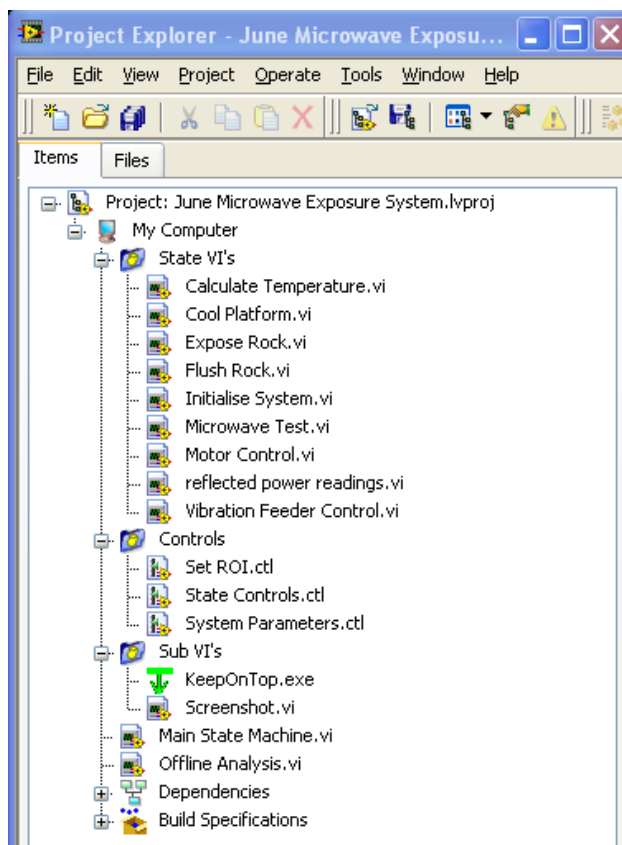 Project Explorer - June Microwave Exposu...
File Edit View Project Operate Tools Window Help
Items Files
Project: June Microwave Exposure System.lvproj
My Computer
State VI's
Calculate Temperature.vi
Cool Platform.vi
Expose Rock.vi
Flush Rock.vi
Initialise System.vi
Microwave Test.vi
Motor Control.vi
reflected power readings.vi
Vibration Feeder Control.vi
Controls
Set ROI.ctl
State Controls.ctl
System Parameters.ctl
Sub VI's
KeepOnTop.exe
Screenshot.vi
Main State Machine.vi
Offline Analysis.vi
Dependencies
Build Specifications